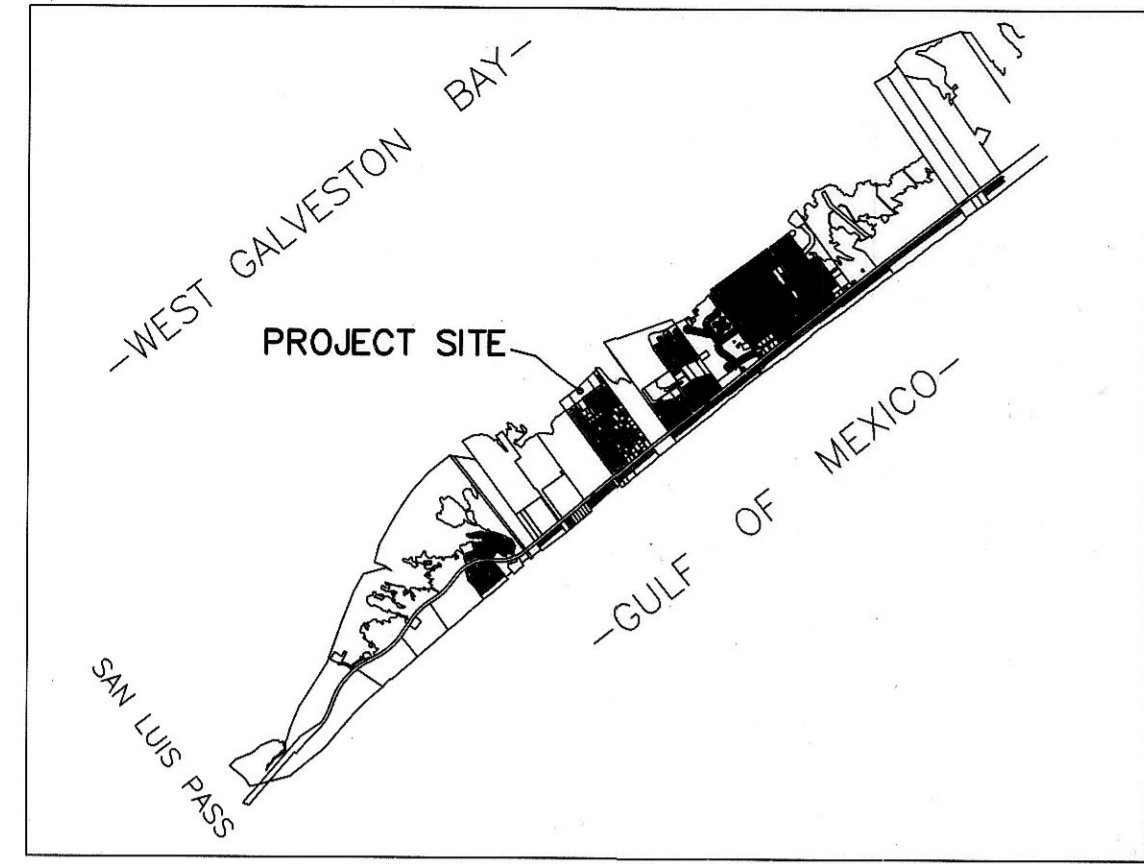 -WEST GALVESTON BAY-
PROJECT SITE
-GULF OF MEXICO-
SAN LUIS PASS